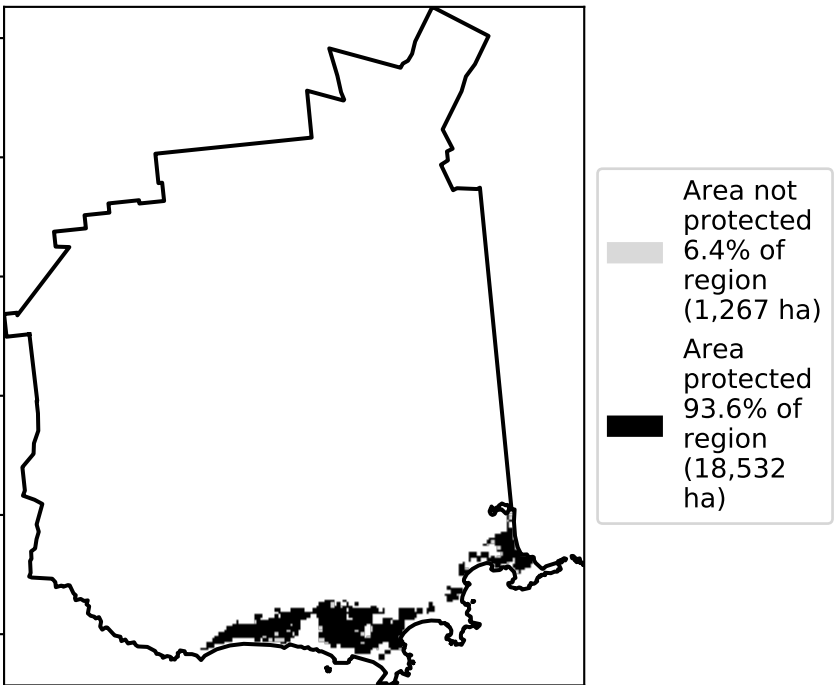 Area not
protected
6.4% of
region
(1,267 ha)
Area
protected
93.6% of
region
(18,532
ha)